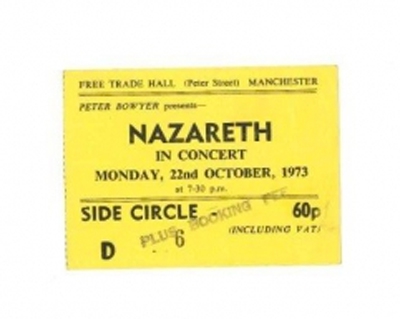 FREE TRADE HALL (Peter Street) MANCHESTER
PETER BOWYER presents—
NAZARETH
IN CONCERT
MONDAY, 22nd OCTOBER, 1973
at 7-30 p.m.
SIDE CIRCLE - 60p
PLUS BOOKING FEE
(INCLUDING VAT)
D 6